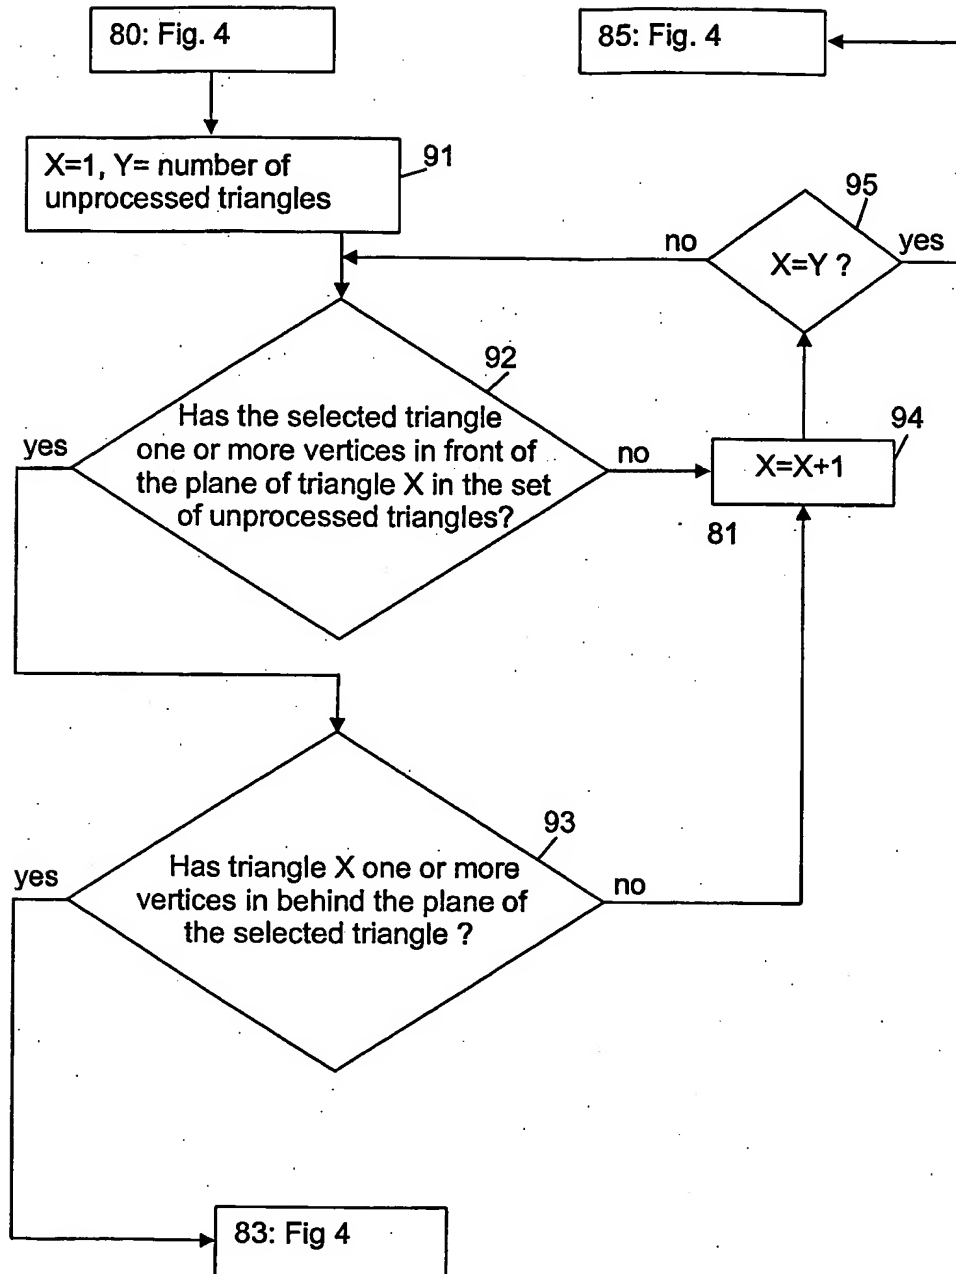 80: Fig. 4
85: Fig. 4
X=1, Y= number of
unprocessed triangles
91
95
no
X=Y ?
yes
92
Has the selected triangle
one or more vertices in front of
the plane of triangle X in the set
of unprocessed triangles?
yes
no
94
X=X+1
81
93
Has triangle X one or more
vertices in behind the plane of
the selected triangle ?
yes
no
83: Fig 4